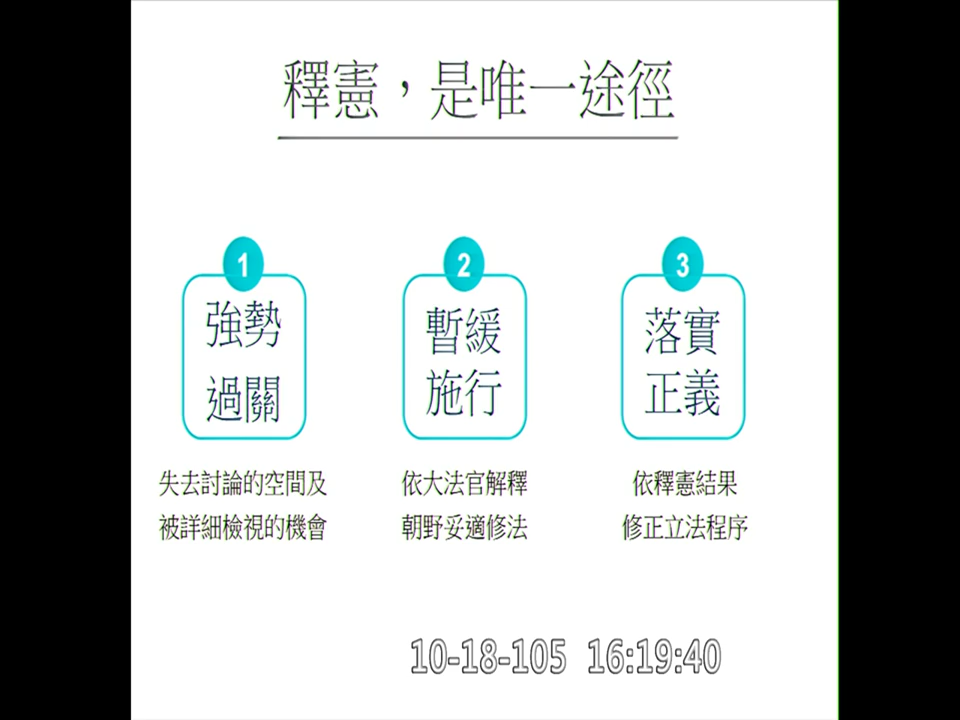 釋憲，是唯一途徑
1
強勢
過關
失去討論的空間及
被詳細檢視的機會
2
暫緩
施行
依大法官解釋
朝野妥適修法
3
落實
正義
依釋憲結果
修正立法程序
10-18-105 16:19:40